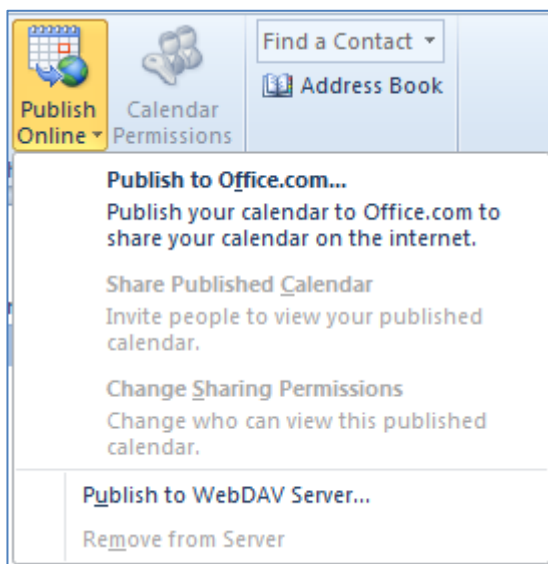 Publish Online
Calendar Permissions
Find a Contact
Address Book
Publish to Office.com...
Publish your calendar to Office.com to
share your calendar on the internet.
Share Published Calendar
Invite people to view your published
calendar.
Change Sharing Permissions
Change who can view this published
calendar.
Publish to WebDAV Server...
Remove from Server